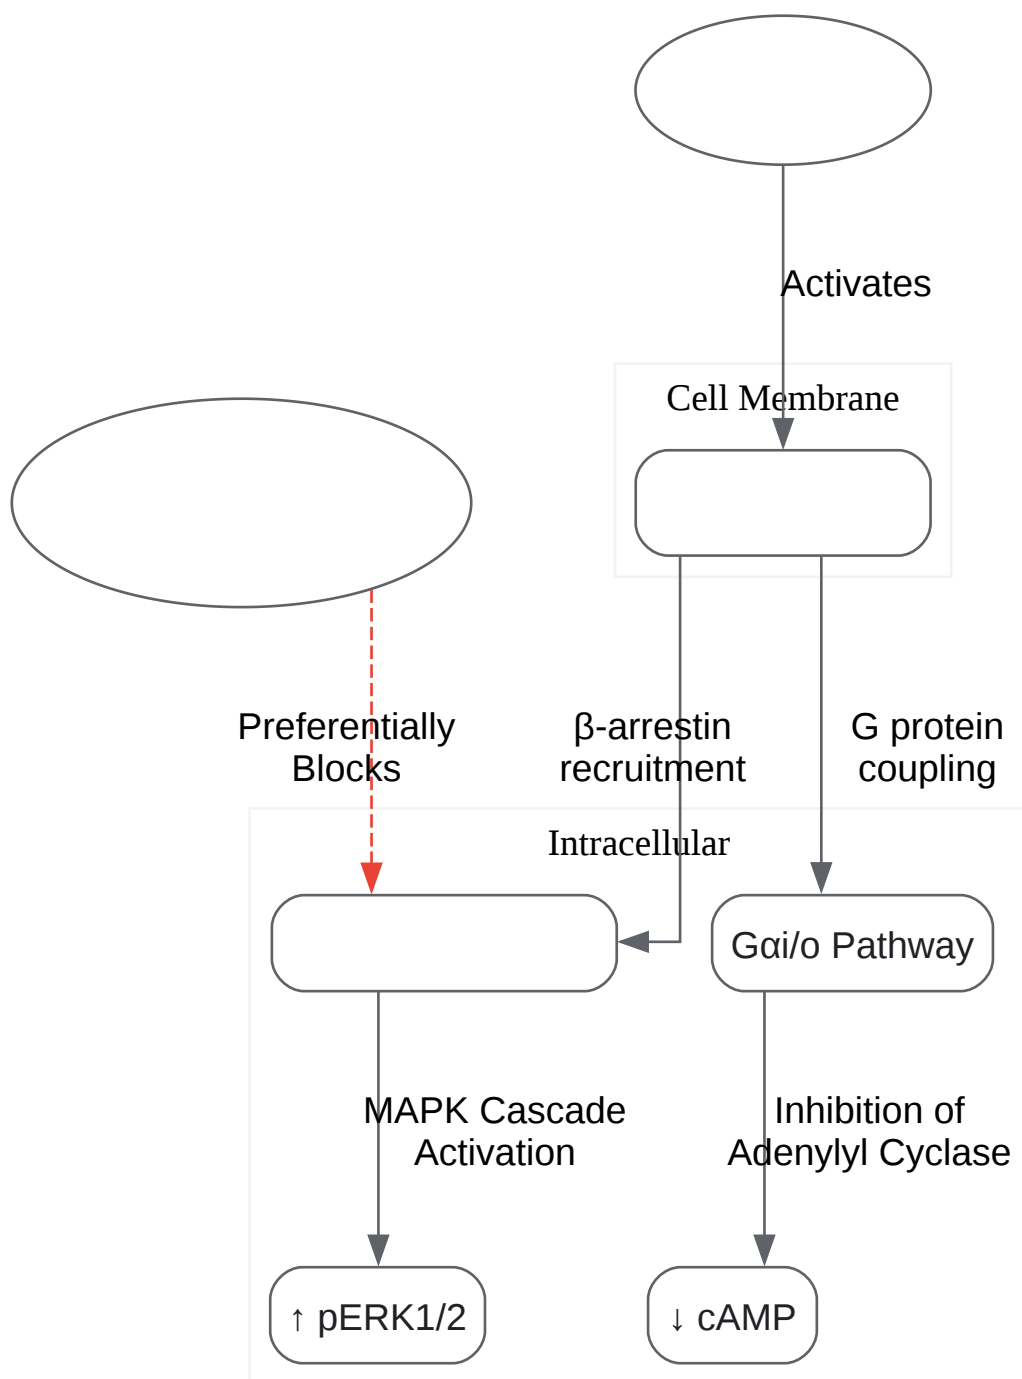 Activates
Cell Membrane
Preferentially
Blocks
β-arrestin
recruitment
G protein
coupling
Intracellular
Gαi/o Pathway
MAPK Cascade
Activation
Inhibition of
Adenylyl Cyclase
↑ pERK1/2
↓ cAMP